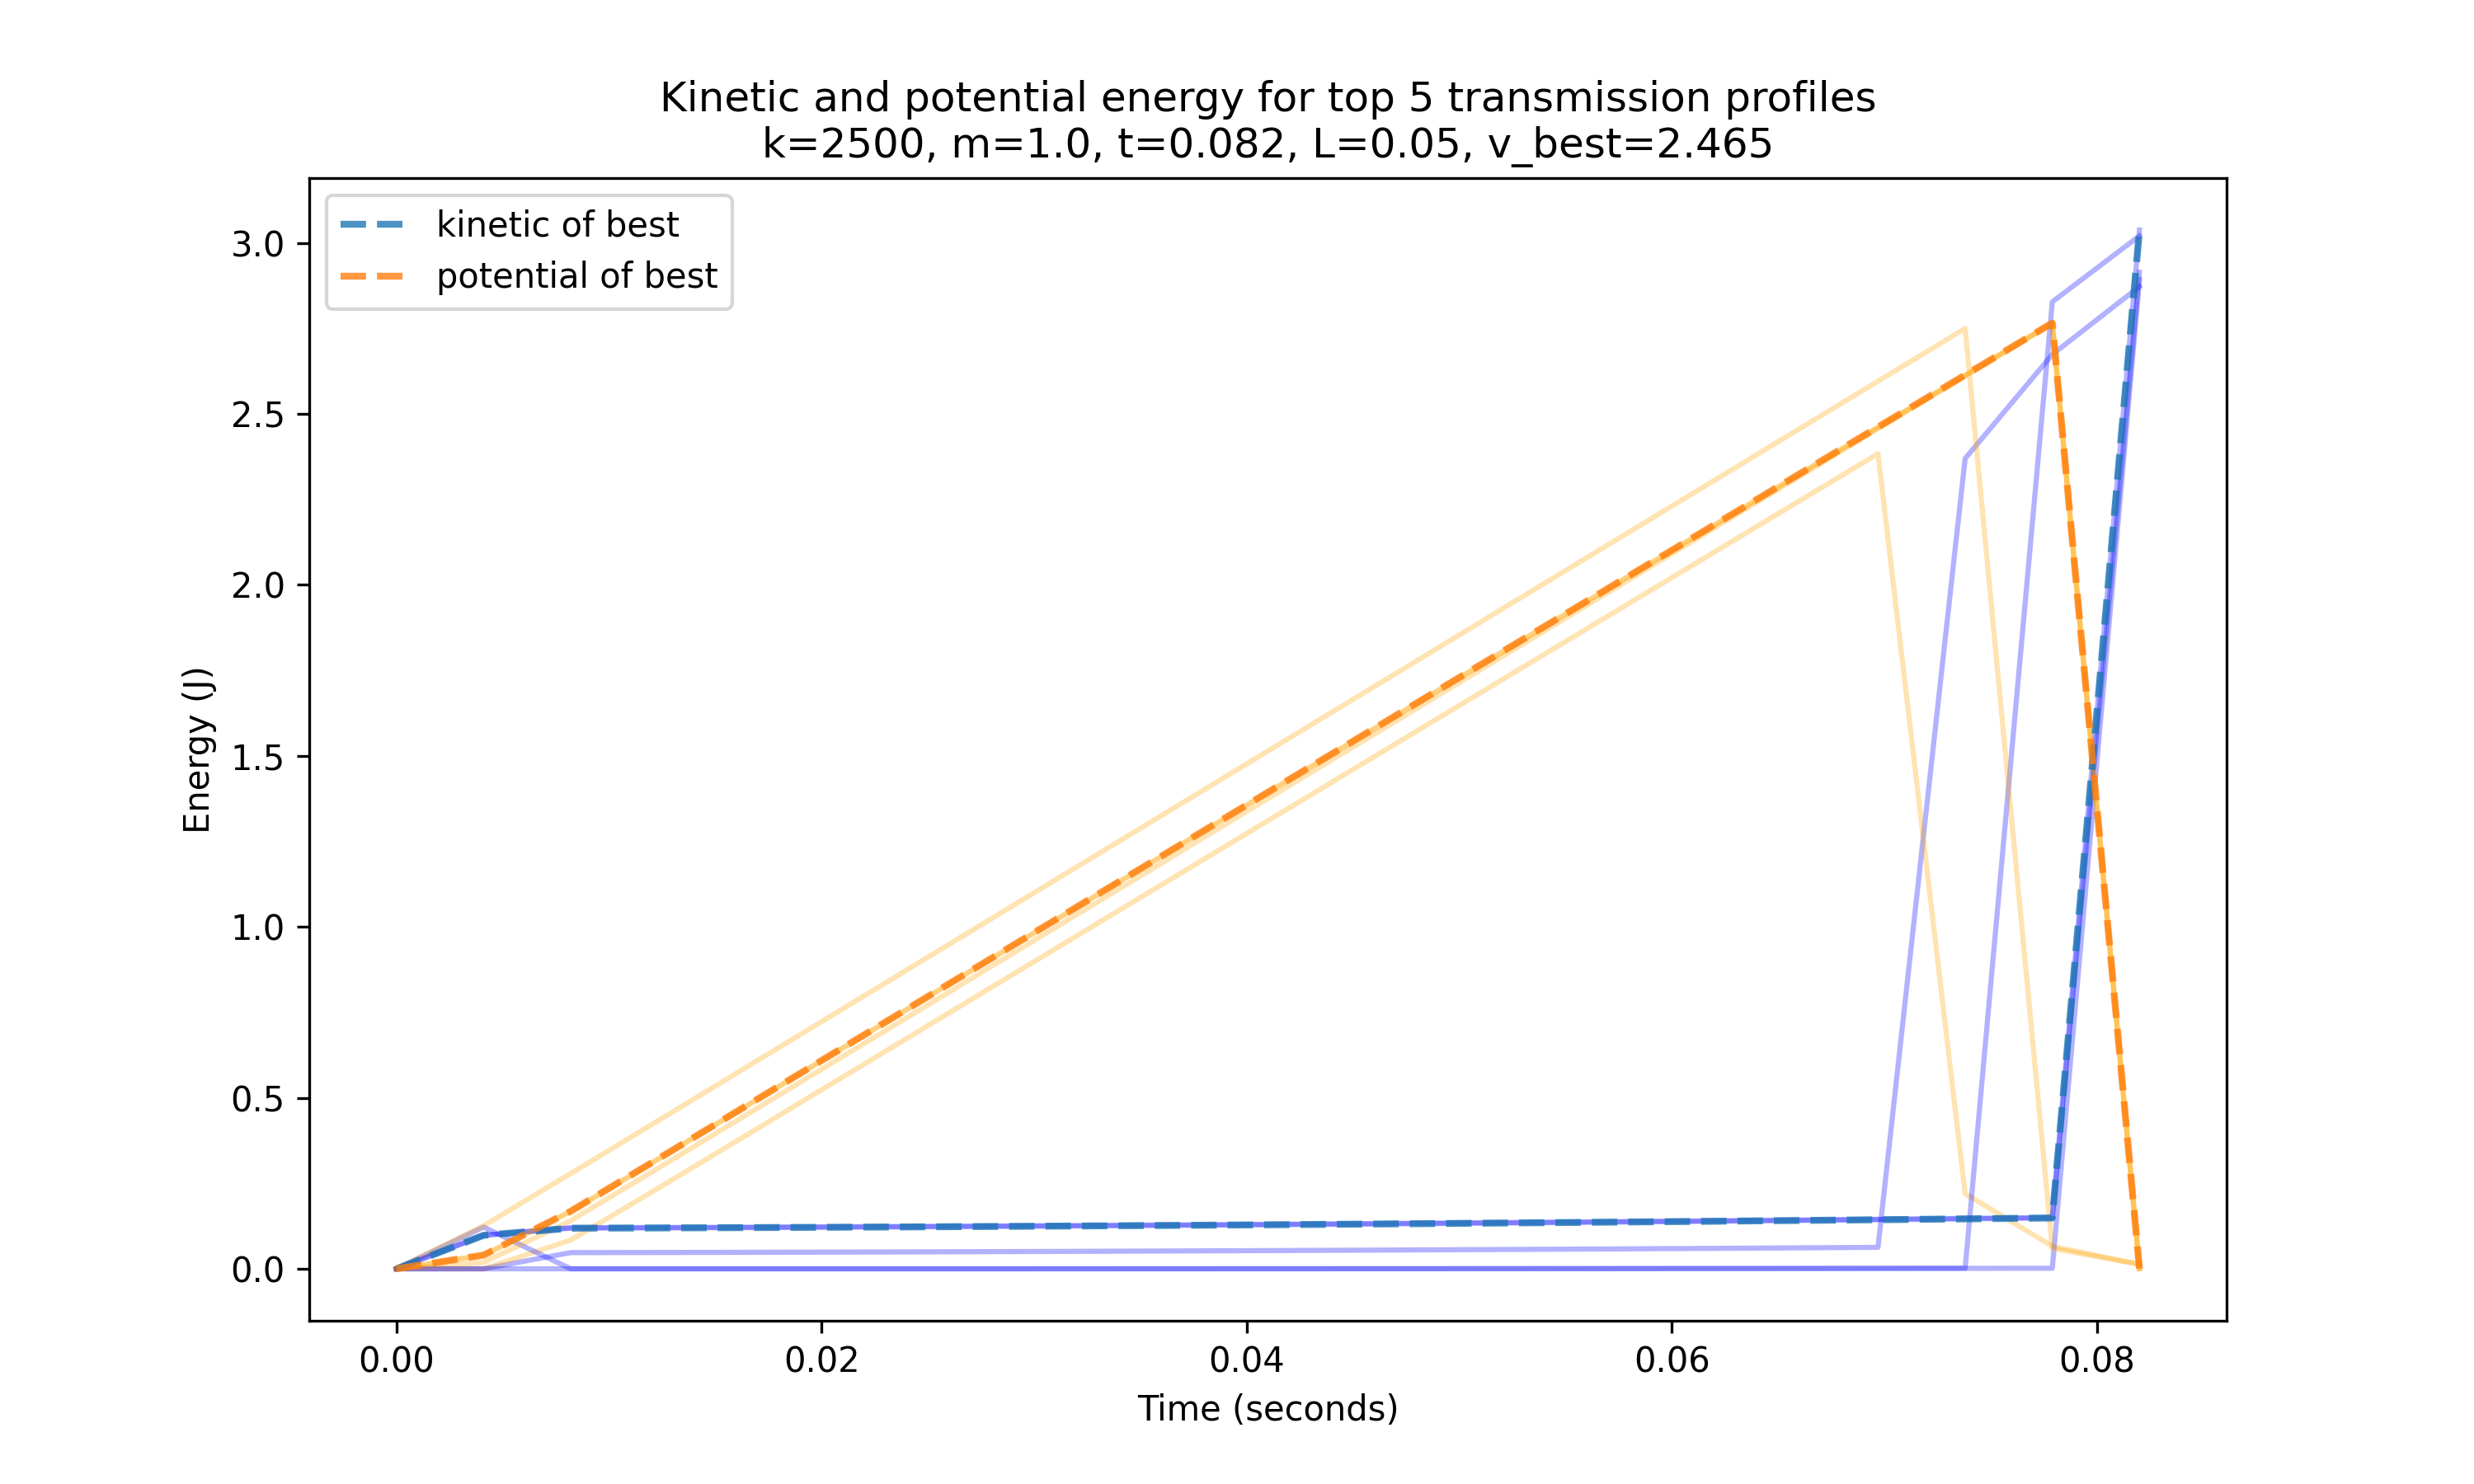 Kinetic and potential energy for top 5 transmission profiles
k=2500, m=1.0, t=0.082, L=0.05, v_best=2.465
kinetic of best
potential of best
3.0
2.5
2.0
1.5
1.0
0.5
0.0
Energy (J)
0.00 0.02 0.04 0.06 0.08
Time (seconds)